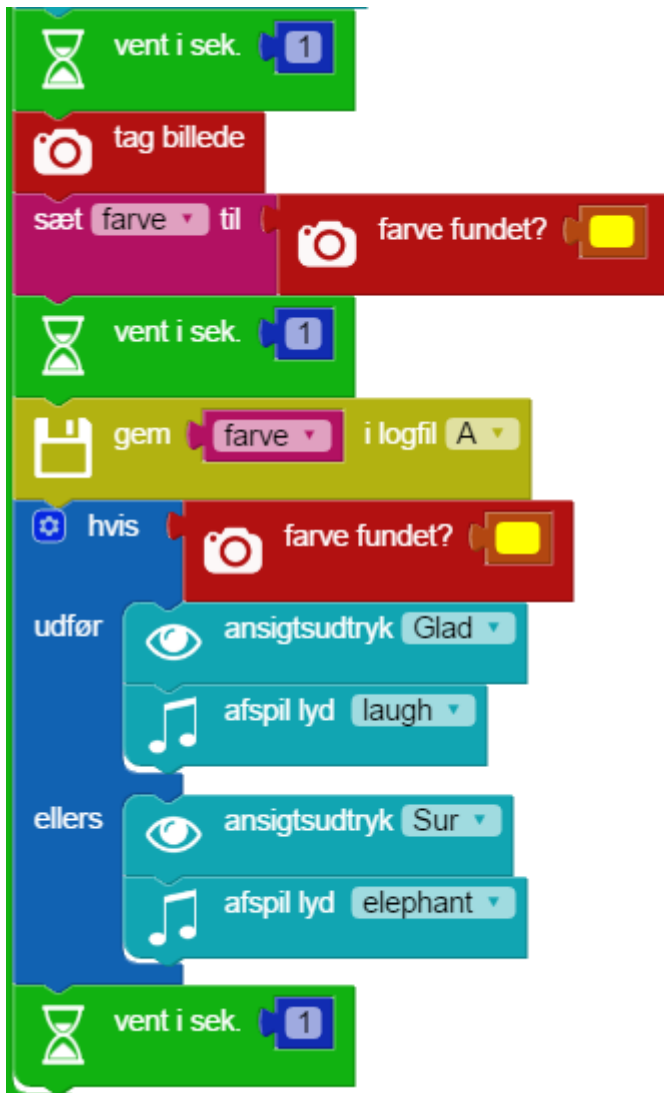 vent i sek. 1
tag billede
sæt farve til farve fundet?
vent i sek. 1
gem farve i logfil A
hvis farve fundet?
udfør ansigtsudtryk Glad
afspil lyd laugh
ellers ansigtsudtryk Sur
afspil lyd elephant
vent i sek. 1